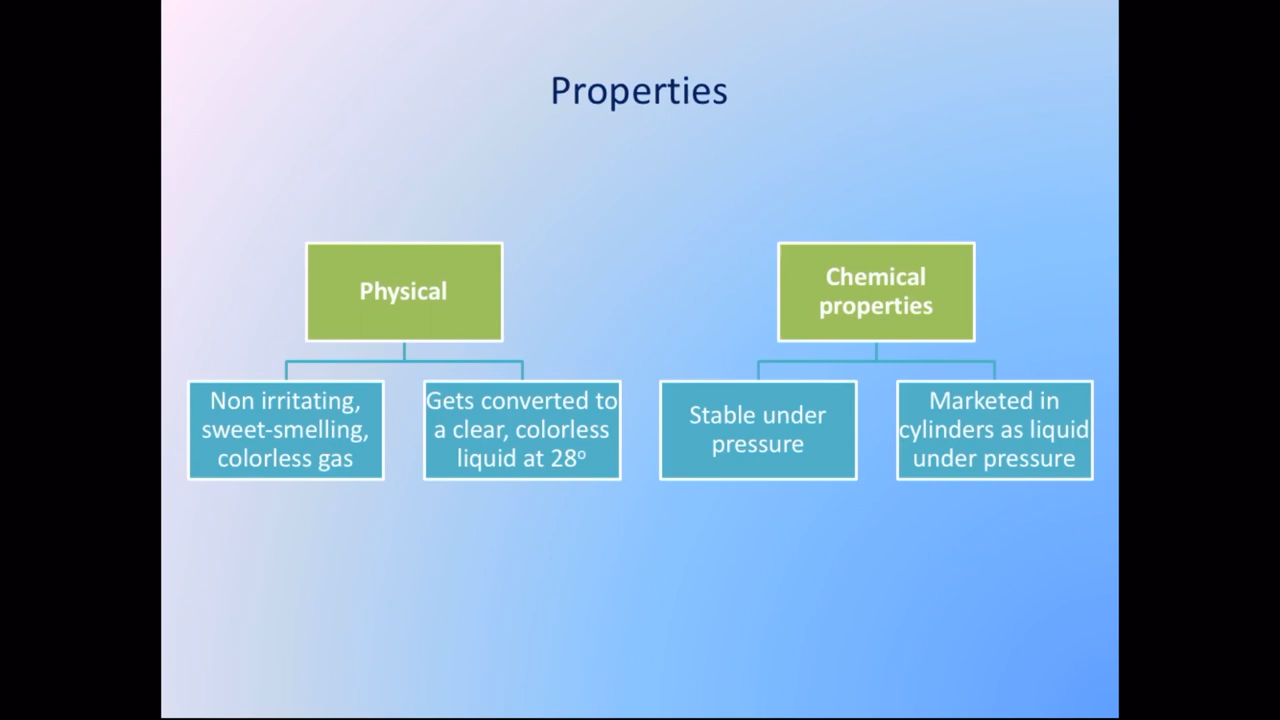 Properties
Physical
Chemical
properties
Non irritating,
sweet-smelling,
colorless gas
Gets converted to
a clear, colorless
liquid at 28º
Stable under
pressure
Marketed in
cylinders as liquid
under pressure